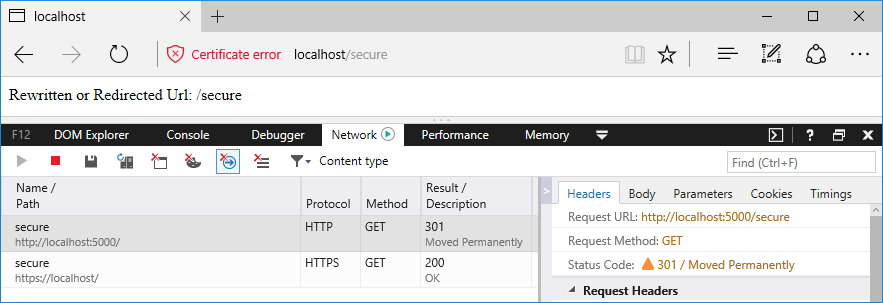 localhost
Certificate error localhost/secure
Rewritten or Redirected Url: /secure
F12 DOM Explorer Console Debugger Network Performance Memory ?
Content type
Find (Ctrl+F)
Name / Path Protocol Method Result / Description
secure HTTP GET 301
http://localhost:5000/ Moved Permanently
secure HTTPS GET 200
https://localhost/ OK
Headers Body Parameters Cookies Timings
Request URL: http://localhost:5000/secure
Request Method: GET
Status Code: 301 / Moved Permanently
Request Headers